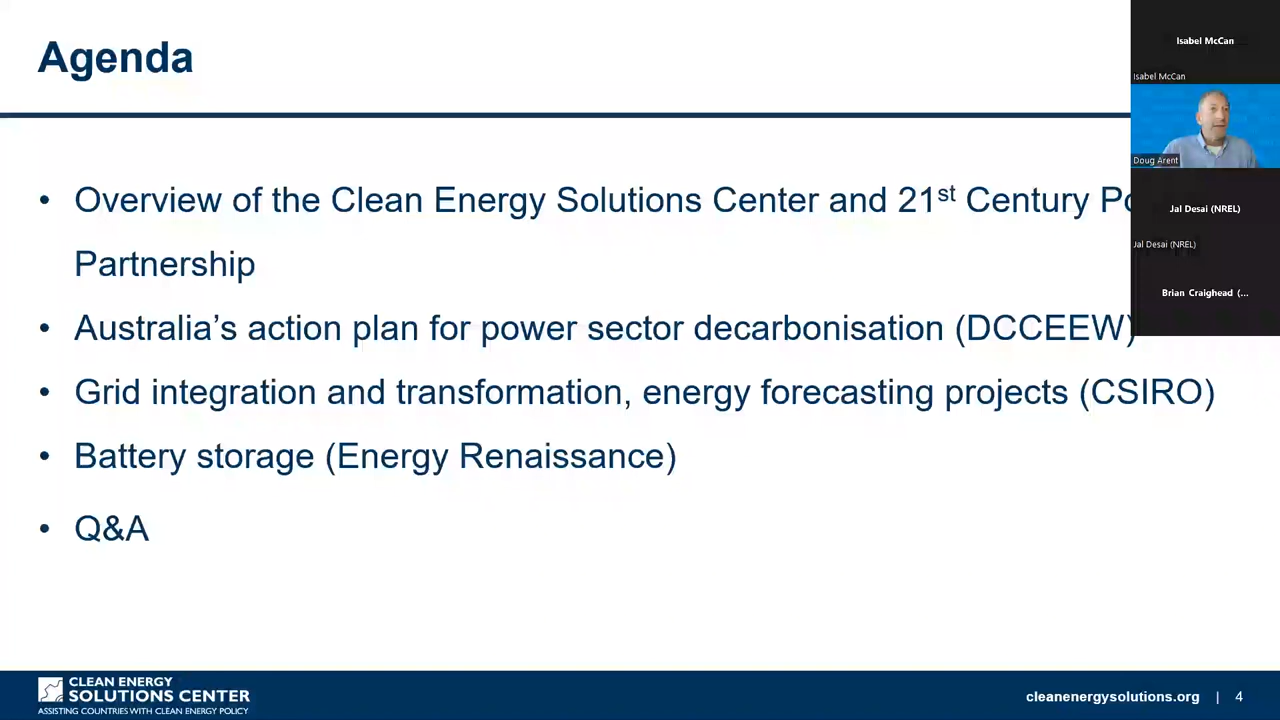 Agenda
• Overview of the Clean Energy Solutions Center and 21st Century
Partnership
• Australia's action plan for power sector decarbonisation (DCCEEW)
• Grid integration and transformation, energy forecasting projects (CSIRO)
• Battery storage (Energy Renaissance)
• Q&A
Isabel McCan
Isabel McCan
Doug Arent
Jal Desai (NREL)
Jal Desai (NREL)
Brian Craighead (...
CLEAN ENERGY
SOLUTIONS CENTER
ASSISTING COUNTRIES WITH CLEAN ENERGY POLICY
cleanenergysolutions.org | 4